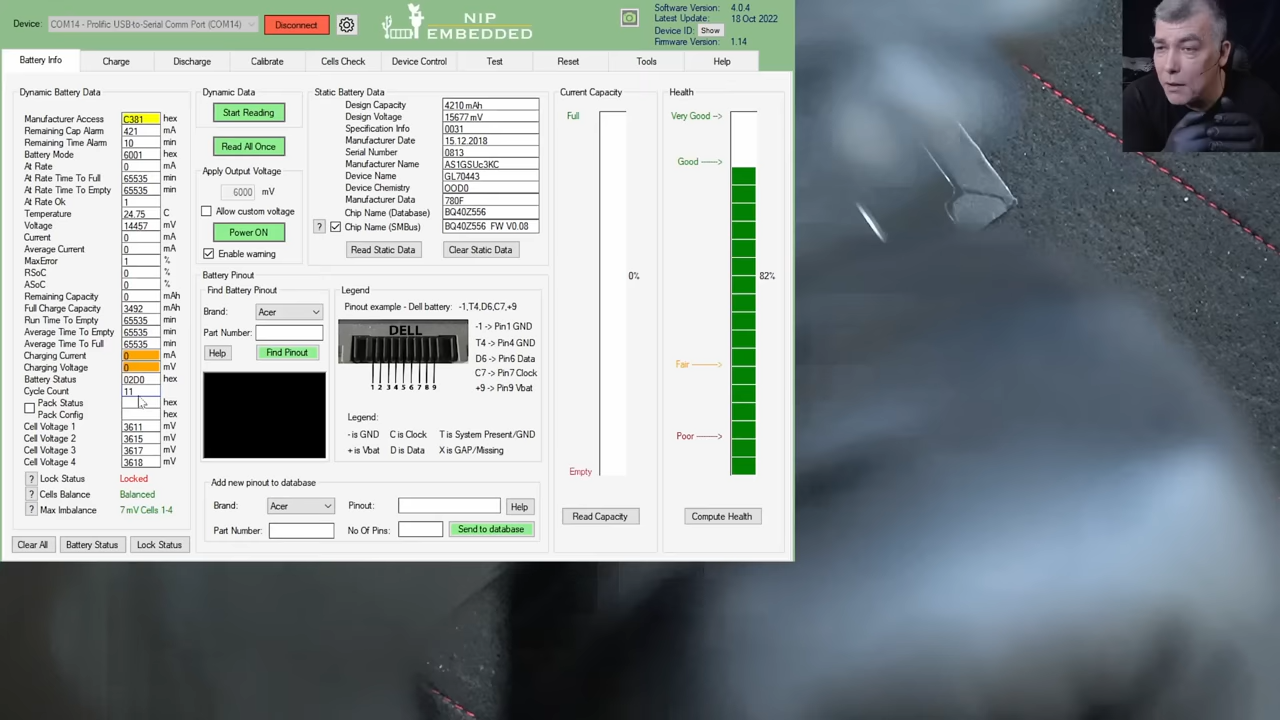 Device: COM14 - Prolific USB-to-Serial Comm Port (COM14) Disconnect
NIP EMBEDDED
Software Version: 4.0.4
Latest Update: 18 Oct 2022
Device ID: Show
Firmware Version: 1.14
Battery Info Charge Discharge Calibrate Cells Check Device Control Test Reset Tools Help
Dynamic Battery Data
Manufacturer Access C381 hex
Remaining Cap Alarm 421 mA
Remaining Time Alarm 10 min
Battery Mode 6001 hex
At Rate 0 mA
At Rate Time To Full 65535 min
At Rate Time To Empty 65535 min
At Rate Ok 1
Temperature 24.75 C
Voltage 14457 mV
Current 0 mA
Average Current 0 mA
MaxError 1 %
RSoC 0 %
ASoC 0 %
Remaining Capacity 0 mAh
Full Charge Capacity 3492 mAh
Run Time To Empty 65535 min
Average Time To Empty 65535 min
Average Time To Full 65535 min
Charging Current 0 mA
Charging Voltage 0 mV
Battery Status 02D0 hex
Cycle Count 11
Pack Status hex
Pack Config hex
Cell Voltage 1 3611 mV
Cell Voltage 2 3615 mV
Cell Voltage 3 3617 mV
Cell Voltage 4 3618 mV
? Lock Status Locked
? Cells Balance Balanced
? Max Imbalance 7 mV Cells 1-4
Clear All Battery Status Lock Status
Dynamic Data
Start Reading
Read All Once
Apply Output Voltage
6000 mV
Allow custom voltage
Power ON
Enable warning
Static Battery Data
Design Capacity 4210 mAh
Design Voltage 15677 mV
Specification Info 0031
Manufacturer Date 15.12.2018
Serial Number 0813
Manufacturer Name AS1GSUc3KC
Device Name GL70443
Device Chemistry OOD0
Manufacturer Data 780F
Chip Name (Database) BQ40Z556
? Chip Name (SMBus) BQ40Z556 FW V0.08
Read Static Data Clear Static Data
Battery Pinout
Find Battery Pinout
Brand: Acer
Part Number:
Help Find Pinout
Legend
Pinout example - Dell battery: -1,T4,D6,C7,+9
DELL
1 2 3 4 5 6 7 8 9
-1 -> Pin1 GND
T4 -> Pin4 GND
D6 -> Pin6 Data
C7 -> Pin7 Clock
+9 -> Pin9 Vbat
Legend:
- is GND C is Clock T is System Present/GND
+ is Vbat D is Data X is GAP/Missing
Add new pinout to database
Brand: Acer Pinout: Help
Part Number: No Of Pins: Send to database
Current Capacity
Full
0%
Empty
Read Capacity
Health
Very Good -->
Good --->
82%
Fair ------>
Poor ----->
Compute Health